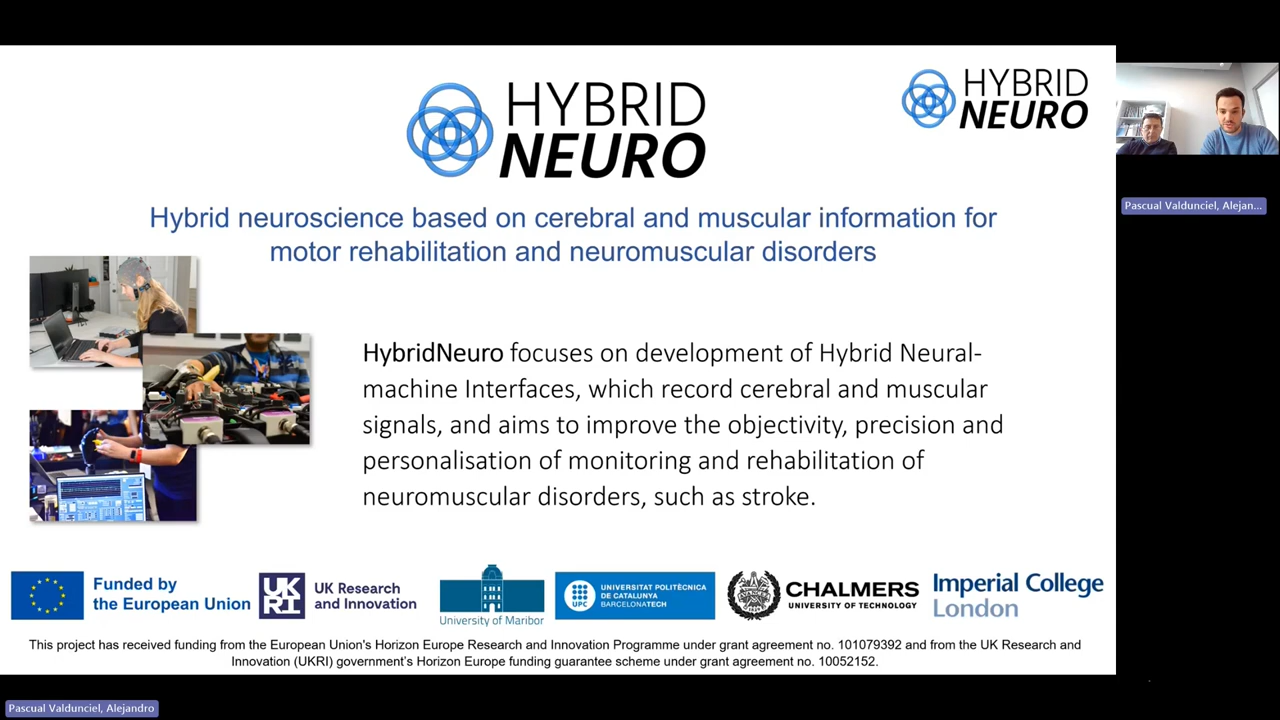 HYBRID
NEURO
HYBRID
NEURO
Pascual Valdunciel, Alejan...
Hybrid neuroscience based on cerebral and muscular information for
motor rehabilitation and neuromuscular disorders
HybridNeuro focuses on development of Hybrid Neural-
machine Interfaces, which record cerebral and muscular
signals, and aims to improve the objectivity, precision and
personalisation of monitoring and rehabilitation of
neuromuscular disorders, such as stroke.
Funded by
the European Union
UK
RI
UK Research
and Innovation
University of Maribor
UPC
UNIVERSITAT POLITÈCNICA
DE CATALUNYA
BARCELONATECH
CHALMERS
UNIVERSITY OF TECHNOLOGY
Imperial College
London
This project has received funding from the European Union's Horizon Europe Research and Innovation Programme under grant agreement no. 101079392 and from the UK Research and
Innovation (UKRI) government's Horizon Europe funding guarantee scheme under grant agreement no. 10052152.
Pascual Valdunciel, Alejandro